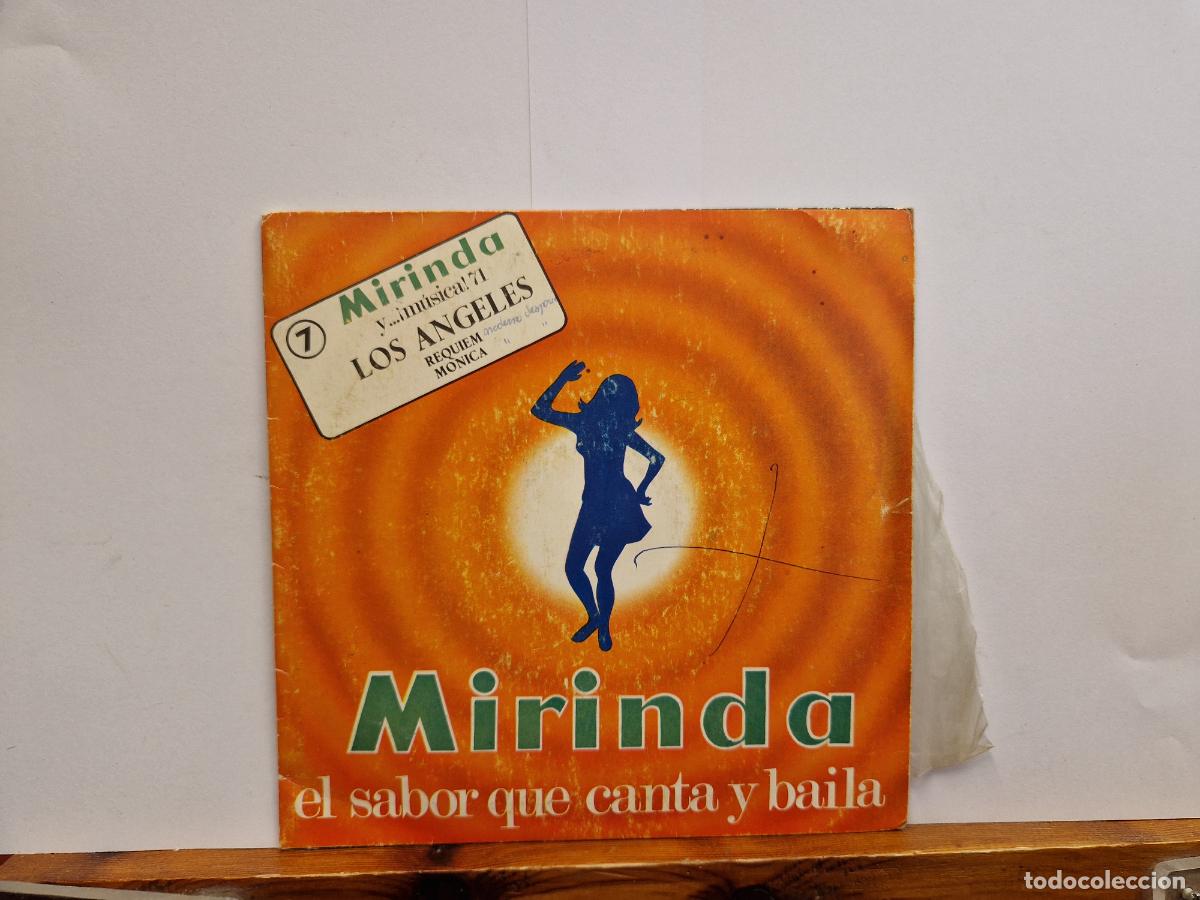 Mirinda
y...¡música! 71
7
LOS ANGELES
REQUIEM
MONICA
Mirinda
el sabor que canta y baila
todocoleccion